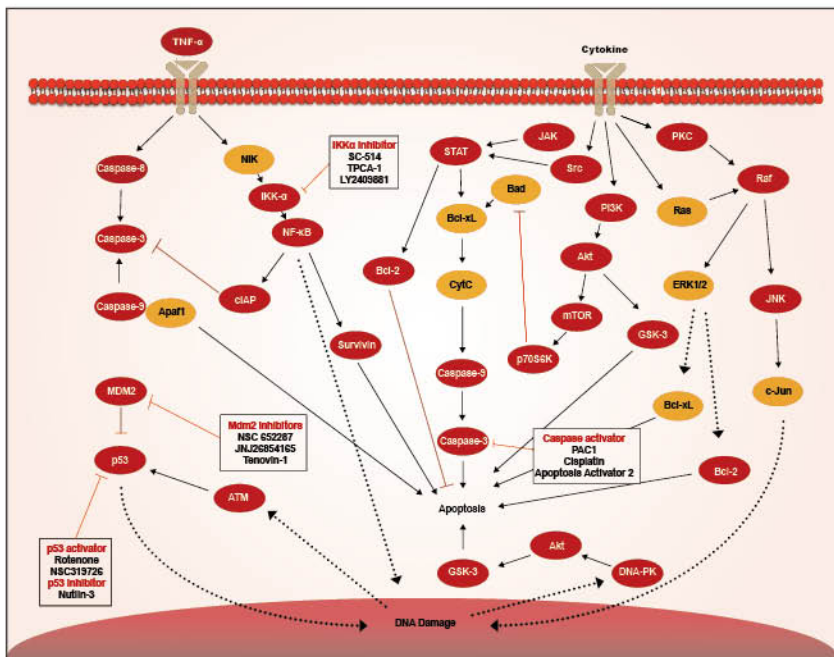 TNF-α
Cytokine
Caspase-8
NIK
IKKα inhibitor
SC-514
TPCA-1
LY2409881
IKK-α
NF-κB
Caspase-3
Caspase-9
Apaf1
cIAP
Survivin
STAT
JAK
Src
PKC
Raf
Ras
Bad
Bcl-xL
PI3K
Bcl-2
CytC
Akt
ERK1/2
JNK
mTOR
GSK-3
p70S6K
Caspase-9
Bcl-xL
c-Jun
MDM2
Mdm2 inhibitors
NSC 652287
JNJ26854165
Tenovin-1
p53
Caspase-3
Caspase activator
PAC1
Cisplatin
Apoptosis Activator 2
Bcl-2
ATM
Apoptosis
p53 activator
Rotenone
NSC319726
p53 inhibitor
Nutlin-3
Akt
GSK-3
DNA-PK
DNA Damage